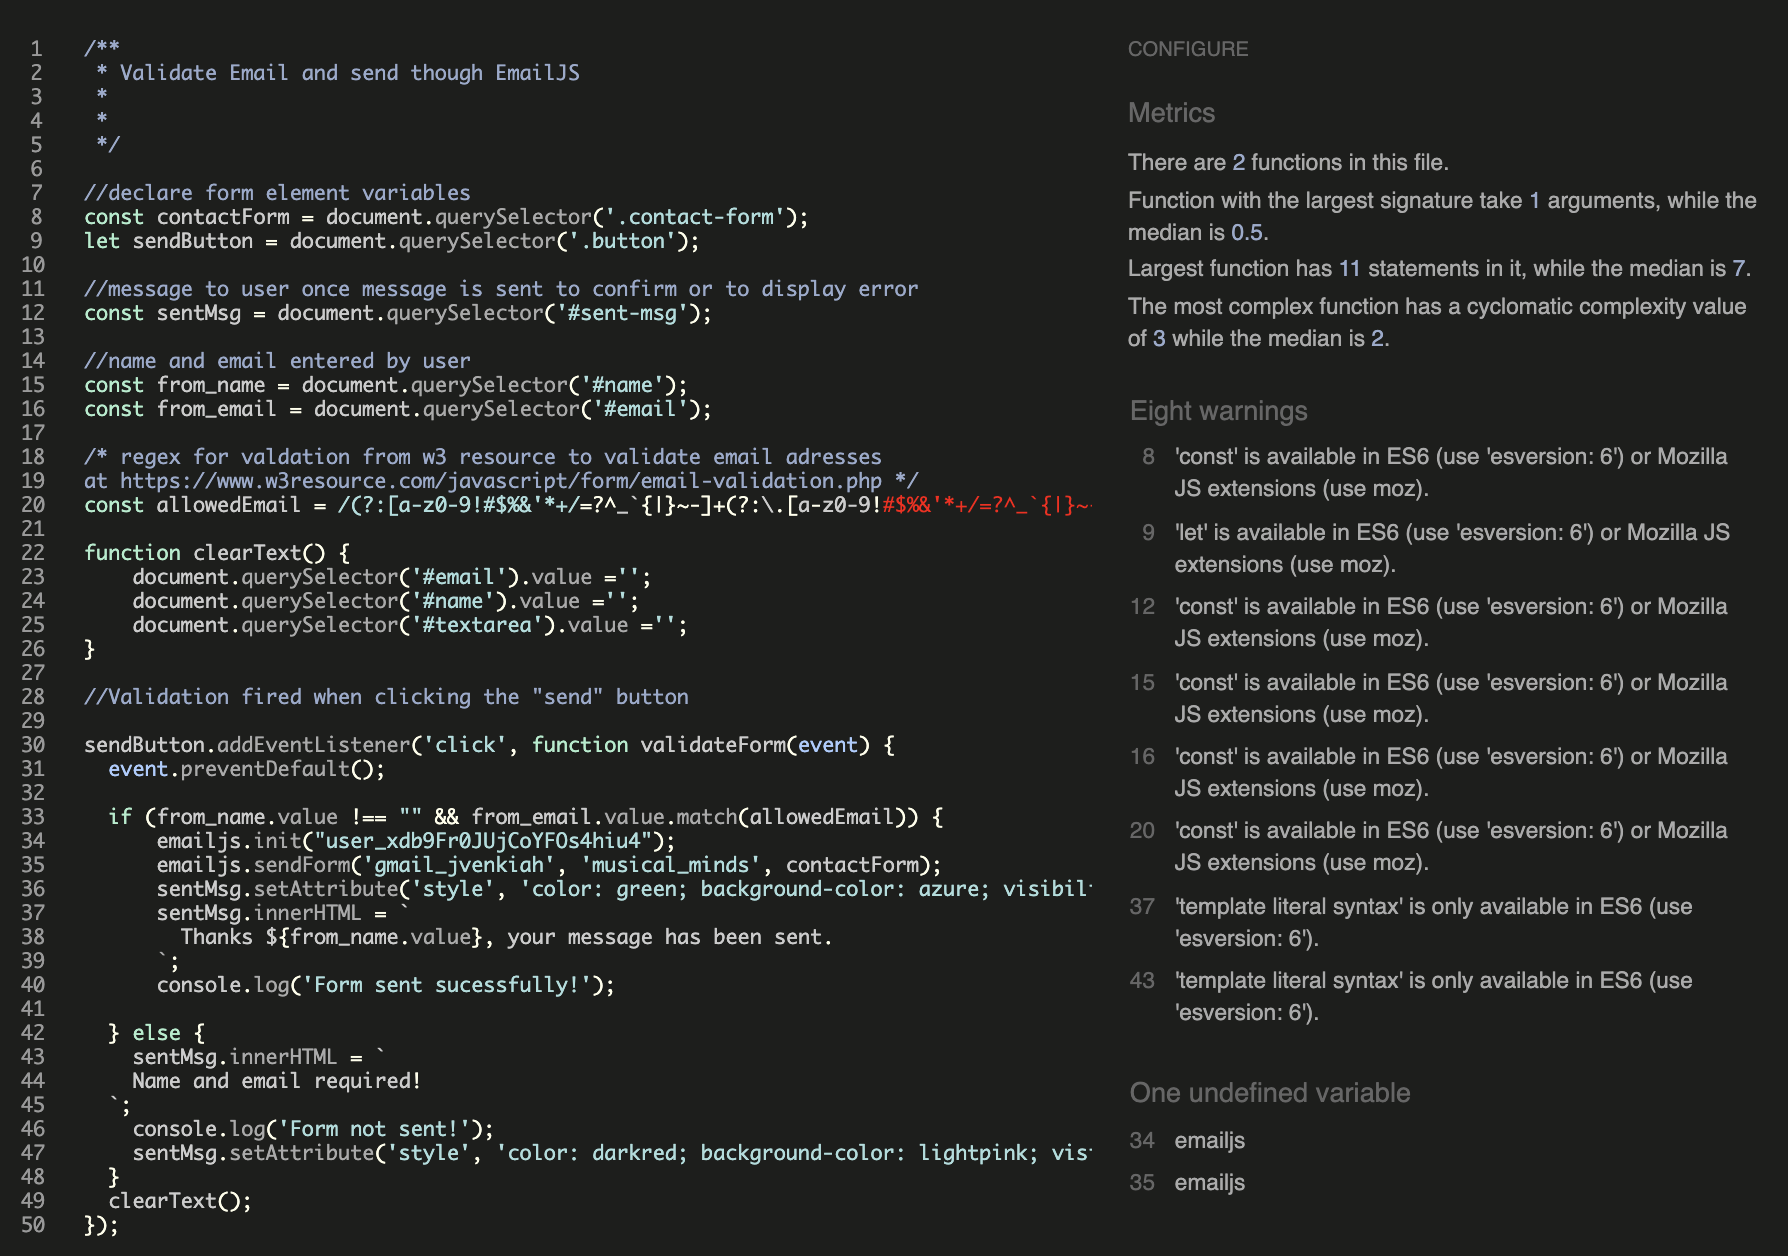 1 /**
2  * Validate Email and send though EmailJS
3  *
4  *
5  */
6
7 //declare form element variables
8 const contactForm = document.querySelector('.contact-form');
9 let sendButton = document.querySelector('.button');
10
11 //message to user once message is sent to confirm or to display error
12 const sentMsg = document.querySelector('#sent-msg');
13
14 //name and email entered by user
15 const from_name = document.querySelector('#name');
16 const from_email = document.querySelector('#email');
17
18 /* regex for valdation from w3 resource to validate email adresses
19 at https://www.w3resource.com/javascript/form/email-validation.php */
20 const allowedEmail = /(?:[a-z0-9!#$%&'*+/=?^_`{|}~-]+(?:\.[a-z0-9!#$%&'*+/=?^_`{|}~
21
22 function clearText() {
23     document.querySelector('#email').value ='';
24     document.querySelector('#name').value ='';
25     document.querySelector('#textarea').value ='';
26 }
27
28 //Validation fired when clicking the "send" button
29
30 sendButton.addEventListener('click', function validateForm(event) {
31   event.preventDefault();
32
33   if (from_name.value !== "" && from_email.value.match(allowedEmail)) {
34       emailjs.init("user_xdb9Fr0JUjCoYFOs4hiu4");
35       emailjs.sendForm('gmail_jvenkiah', 'musical_minds', contactForm);
36       sentMsg.setAttribute('style', 'color: green; background-color: azure; visibil
37       sentMsg.innerHTML = `
38         Thanks ${from_name.value}, your message has been sent.
39       `;
40       console.log('Form sent sucessfully!');
41
42   } else {
43     sentMsg.innerHTML = `
44     Name and email required!
45   `;
46     console.log('Form not sent!');
47     sentMsg.setAttribute('style', 'color: darkred; background-color: lightpink; vis
48   }
49   clearText();
50 });
CONFIGURE
Metrics
There are 2 functions in this file.
Function with the largest signature take 1 arguments, while the
median is 0.5.
Largest function has 11 statements in it, while the median is 7.
The most complex function has a cyclomatic complexity value
of 3 while the median is 2.
Eight warnings
8 'const' is available in ES6 (use 'esversion: 6') or Mozilla
JS extensions (use moz).
9 'let' is available in ES6 (use 'esversion: 6') or Mozilla JS
extensions (use moz).
12 'const' is available in ES6 (use 'esversion: 6') or Mozilla
JS extensions (use moz).
15 'const' is available in ES6 (use 'esversion: 6') or Mozilla
JS extensions (use moz).
16 'const' is available in ES6 (use 'esversion: 6') or Mozilla
JS extensions (use moz).
20 'const' is available in ES6 (use 'esversion: 6') or Mozilla
JS extensions (use moz).
37 'template literal syntax' is only available in ES6 (use
'esversion: 6').
43 'template literal syntax' is only available in ES6 (use
'esversion: 6').
One undefined variable
34 emailjs
35 emailjs